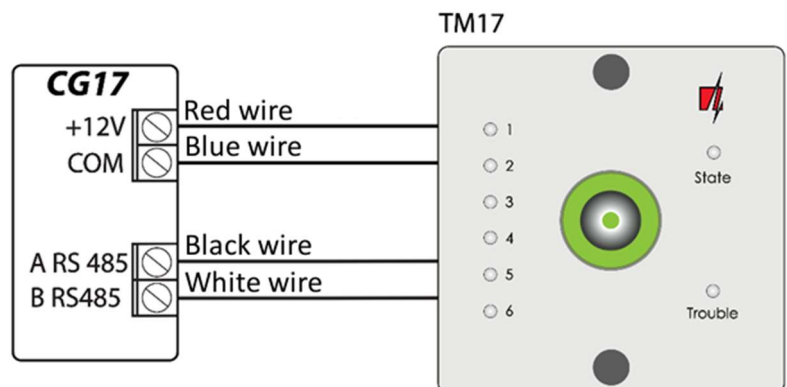 TM17
CG17
+12V
Red wire
COM
Blue wire
A RS 485
Black wire
B RS485
White wire
1
2
3
4
5
6
State
Trouble